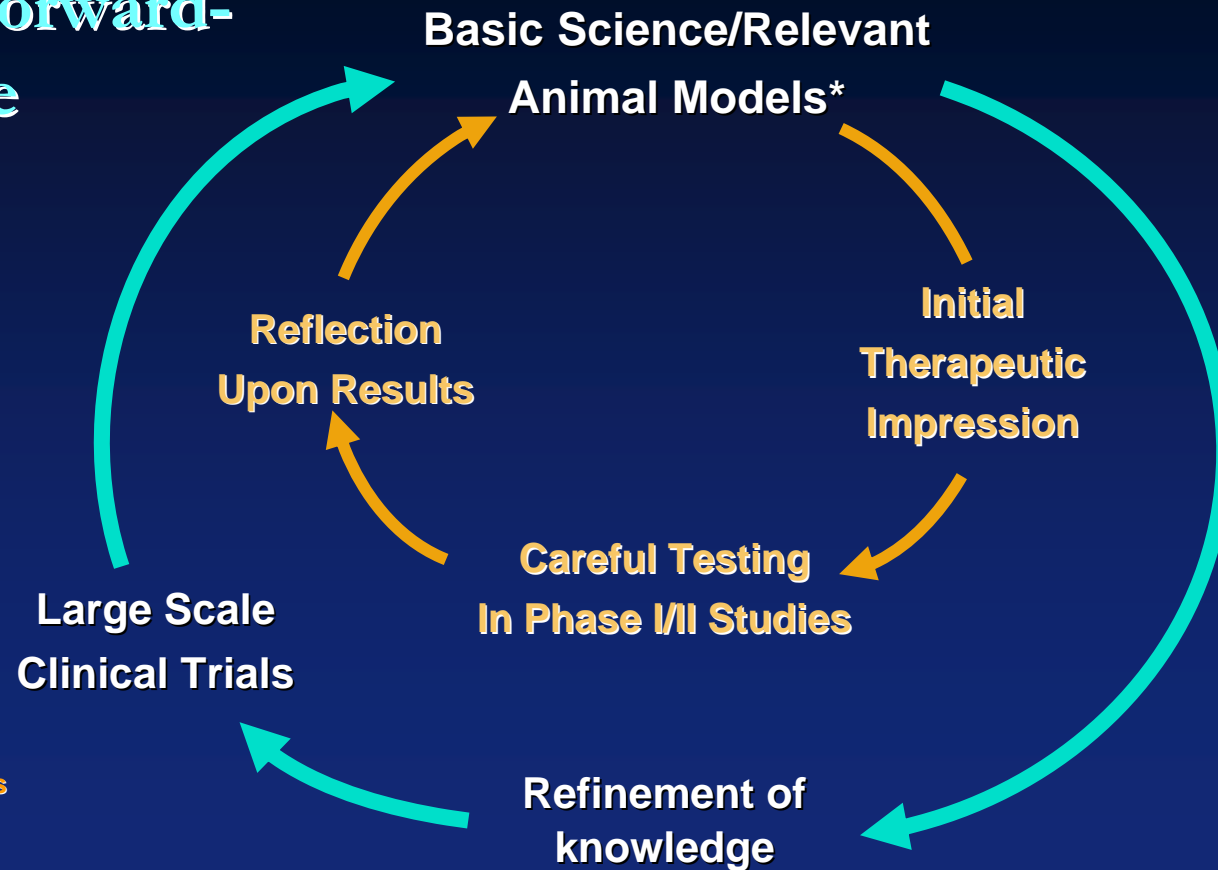 orward-
e
Basic Science/Relevant
Animal Models*
Initial
Therapeutic
Impression
Reflection
Upon Results
Careful Testing
In Phase I/II Studies
Large Scale
Clinical Trials
s
Refinement of
knowledge